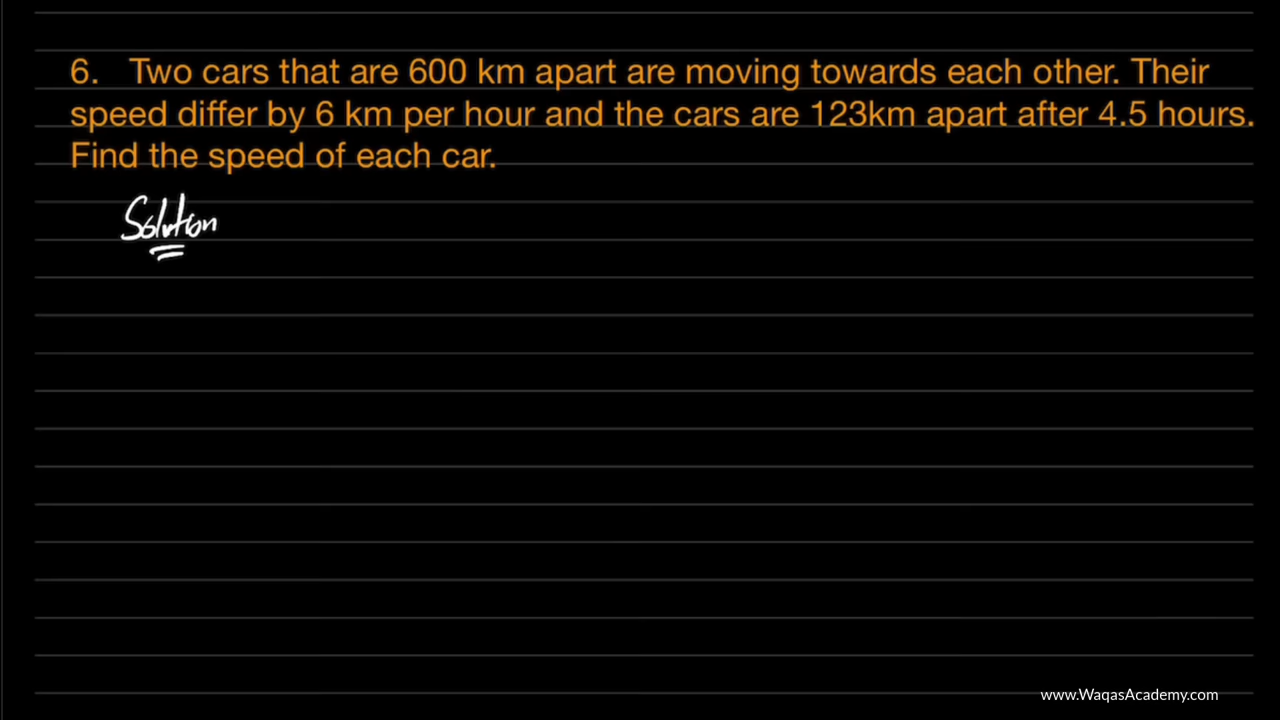 6. Two cars that are 600 km apart are moving towards each other. Their
speed differ by 6 km per hour and the cars are 123km apart after 4.5 hours.
Find the speed of each car.
Solution
www.WaqasAcademy.com